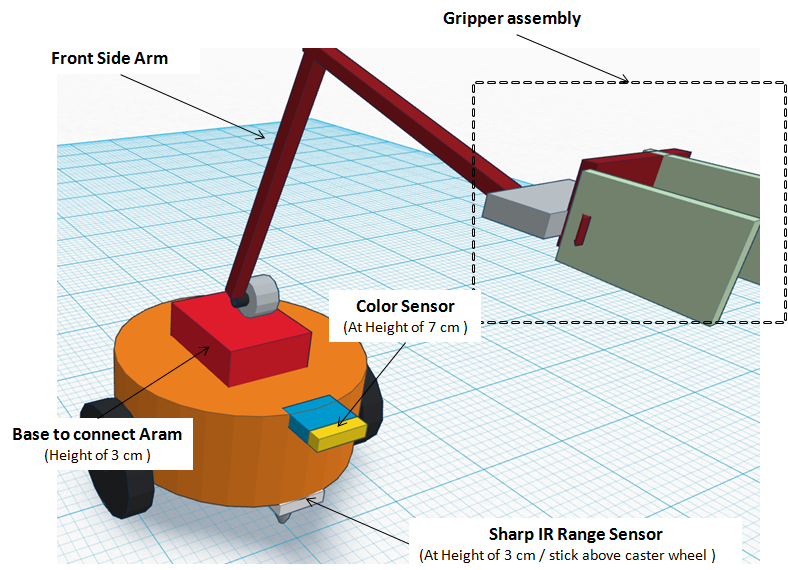 Gripper assembly
Front Side Arm
Color Sensor
(At Height of 7 cm )
Base to connect Aram
(Height of 3 cm )
Sharp IR Range Sensor
(At Height of 3 cm / stick above caster wheel )